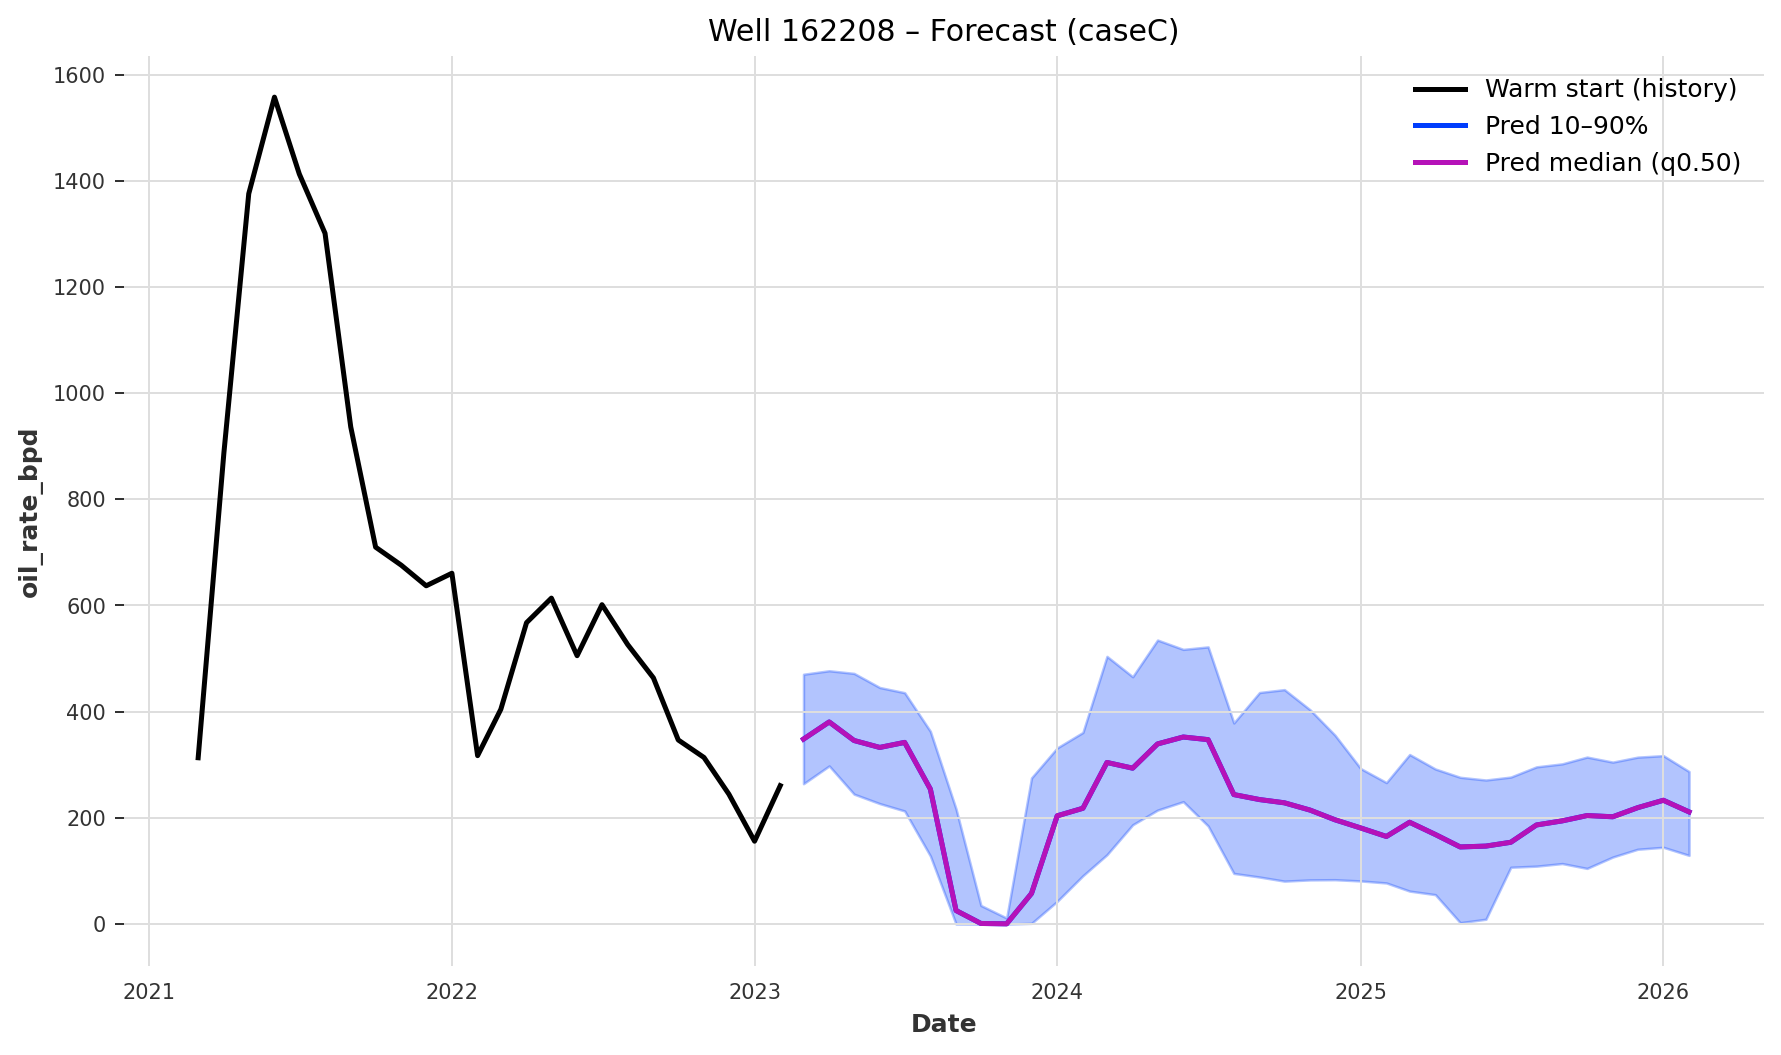 Well 162208 – Forecast (caseC)
Warm start (history)
Pred 10–90%
Pred median (q0.50)
oil_rate_bpd
1600
1400
1200
1000
800
600
400
200
0
2021
2022
2023
2024
2025
2026
Date